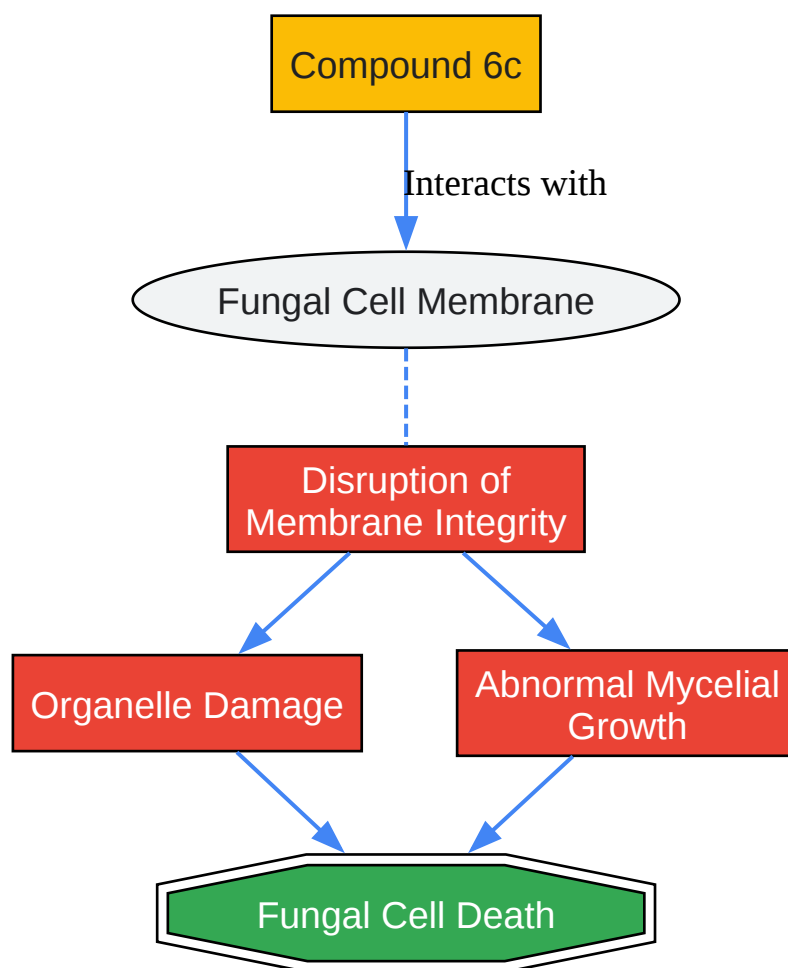 Compound 6c
Interacts with
Fungal Cell Membrane
Disruption of
Membrane Integrity
Organelle Damage
Abnormal Mycelial
Growth
Fungal Cell Death